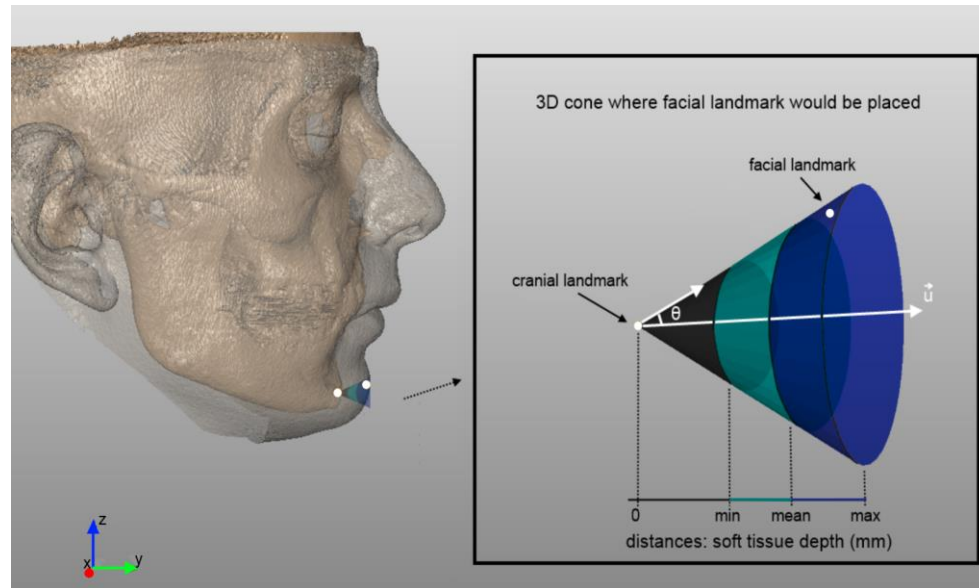 3D cone where facial landmark would be placed
facial landmark
cranial landmark
θ
u
0 min mean max
distances: soft tissue depth (mm)
z
x y